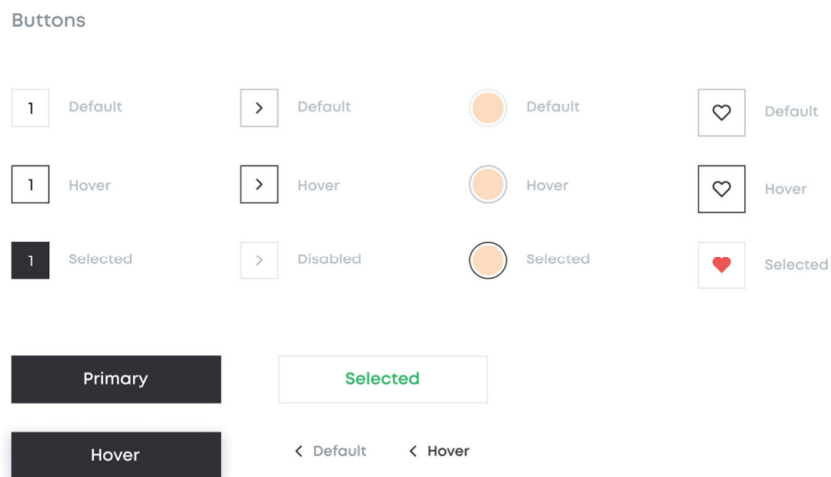 Buttons
1 Default > Default Default Default
1 Hover > Hover Hover Hover
1 Selected > Disabled Selected Selected
Primary Selected
Hover < Default < Hover